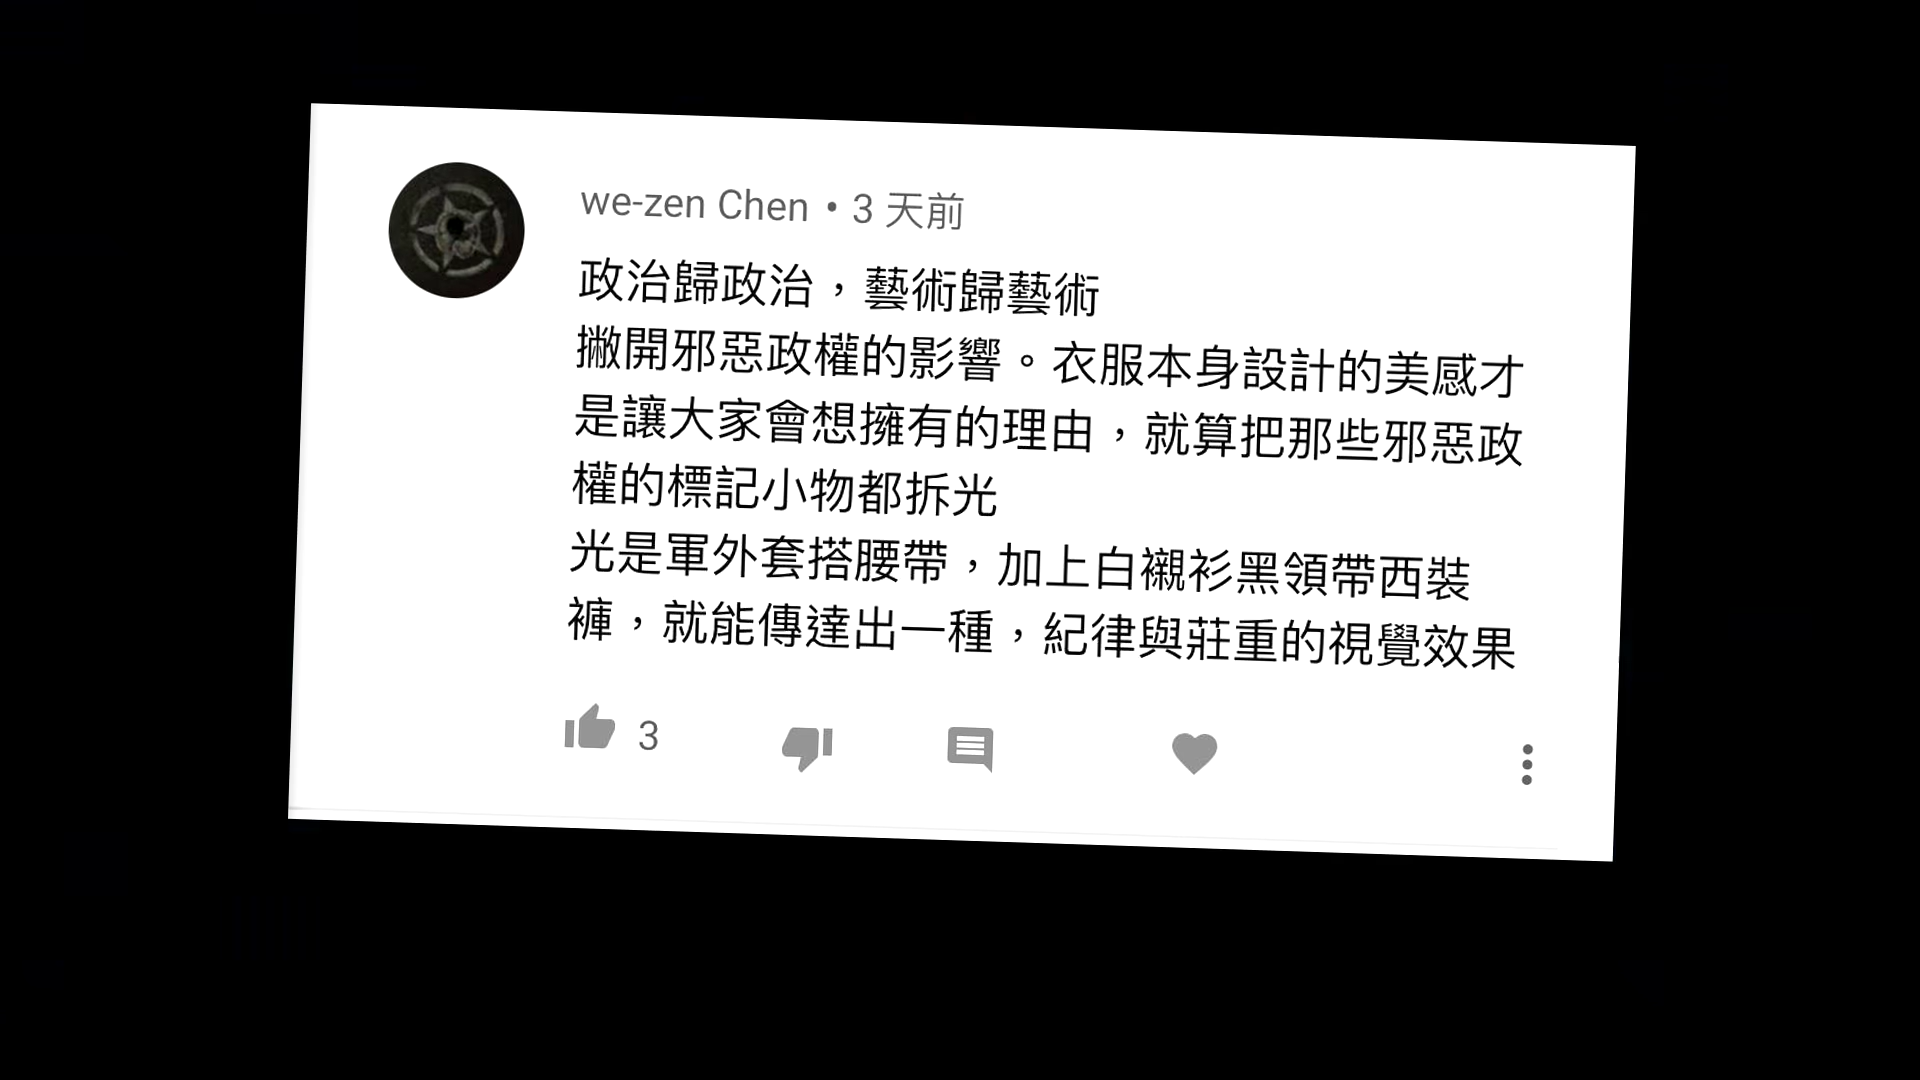 we-zen Chen • 3 天前
政治歸政治，藝術歸藝術
撇開邪惡政權的影響。衣服本身設計的美感才
是讓大家會想擁有的理由，就算把那些邪惡政
權的標記小物都拆光
光是軍外套搭腰帶，加上白襯衫黑領帶西裝
褲，就能傳達出一種，紀律與莊重的視覺效果
3